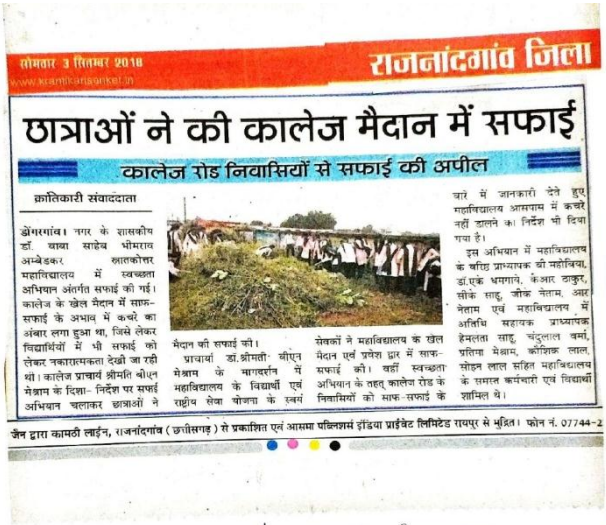 सोमवार 3 सितम्बर 2018
www.krantikarisanket.in
राजनांदगांव जिला
छात्राओं ने की कालेज मैदान में सफाई
कालेज रोड निवासियों से सफाई की अपील
क्रांतिकारी संवाददाता
डोंगरगांव। नगर के शासकीय
डॉ. बाबा साहेब भीमराव
अम्बेडकर स्नातकोत्तर
महाविद्यालय में स्वच्छता
अभियान अंतर्गत सफाई की गई।
कालेज के खेल मैदान में साफ-
सफाई के अभाव में कचरे का
अंबार लगा हुआ था, जिसे लेकर
विद्यार्थियों में भी सफाई को
लेकर नकारात्मकता देखी जा रही
थी। कालेज प्राचार्य श्रीमति बीएन
मेश्राम के दिशा- निर्देश पर सफाई
अभियान चलाकर छात्राओं ने
मैदान की सफाई की।
प्राचार्या डॉ.श्रीमती बीएन
मेश्राम के मार्गदर्शन में
महाविद्यालय के विद्यार्थी एवं
राष्ट्रीय सेवा योजना के स्वयं
सेवकों ने महाविद्यालय के खेल
मैदान एवं प्रवेश द्वार में साफ-
सफाई की। वहीं स्वच्छता
अभियान के तहत् कालेज रोड के
निवासियों को साफ-सफाई के
बारे में जानकारी देते हुए
महाविद्यालय आसपास में कचरे
नहीं डालने का निर्देश भी दिया
गया है।
इस अभियान में महाविद्यालय
के वरिष्ठ प्राध्यापक बी महोबिया,
डॉ.एके धमगाये, केआर ठाकुर,
सीके साहू, जीके नेताम, आर
नेताम एवं महाविद्यालय में
अतिथि सहायक प्राध्यापक
हेमलता साहू, चंदुलाल वर्मा,
प्रतिमा मेश्राम, कौशिक लाल,
सोहन लाल सहित महाविद्यालय
के समस्त कर्मचारी एवं विद्यार्थी
शामिल थे।
जैन द्वारा कामठी लाईन, राजनांदगांव ( छत्तीसगढ़ ) से प्रकाशित एवं आसमा पब्लिशर्स इंडिया प्राईवेट लिमिटेड रायपुर से मुद्रित। फोन नं. 07744-2